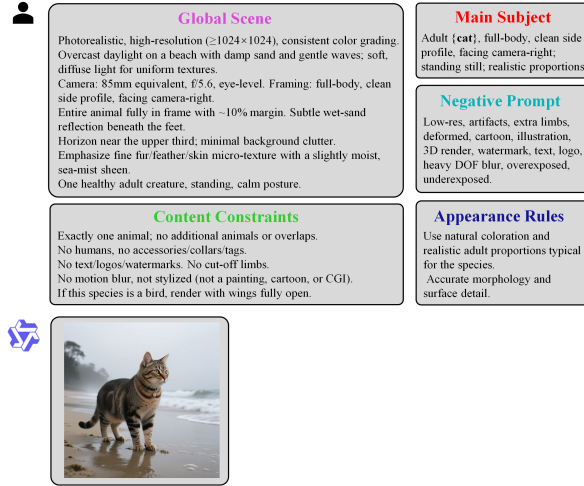 Global Scene
Photorealistic, high-resolution (≥1024×1024), consistent color grading.
Overcast daylight on a beach with damp sand and gentle waves; soft,
diffuse light for uniform textures.
Camera: 85mm equivalent, f/5.6, eye-level. Framing: full-body, clean
side profile, facing camera-right.
Entire animal fully in frame with ~10% margin. Subtle wet-sand
reflection beneath the feet.
Horizon near the upper third; minimal background clutter.
Emphasize fine fur/feather/skin micro-texture with a slightly moist,
sea-mist sheen.
One healthy adult creature, standing, calm posture.
Main Subject
Adult {cat}, full-body, clean side
profile, facing camera-right;
standing still; realistic proportions
Negative Prompt
Low-res, artifacts, extra limbs,
deformed, cartoon, illustration,
3D render, watermark, text, logo,
heavy DOF blur, overexposed,
underexposed.
Content Constraints
Exactly one animal; no additional animals or overlaps.
No humans, no accessories/collars/tags.
No text/logos/watermarks. No cut-off limbs.
No motion blur, not stylized (not a painting, cartoon, or CGI).
If this species is a bird, render with wings fully open.
Appearance Rules
Use natural coloration and
realistic adult proportions typical
for the species.
Accurate morphology and
surface detail.